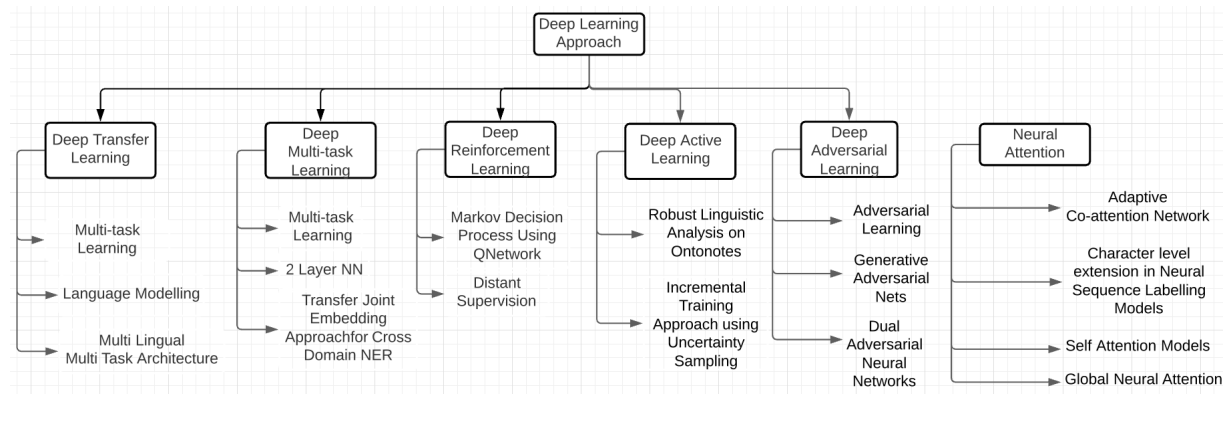 Deep Learning
Approach
Deep Transfer
Learning
Multi-task
Learning
Language Modelling
Multi Lingual
Multi Task Architecture
Deep
Multi-task
Learning
Multi-task
Learning
2 Layer NN
Transfer Joint
Embedding
Approachfor Cross
Domain NER
Deep
Reinforcement
Learning
Markov Decision
Process Using
QNetwork
Distant
Supervision
Deep Active
Learning
Robust Linguistic
Analysis on
Ontonotes
Incremental
Training
Approach using
Uncertainty
Sampling
Deep
Adversarial
Learning
Adversarial
Learning
Generative
Adversarial
Nets
Dual
Adversarial
Neural
Networks
Neural
Attention
Adaptive
Co-attention Network
Character level
extension in Neural
Sequence Labelling
Models
Self Attention Models
Global Neural Attention